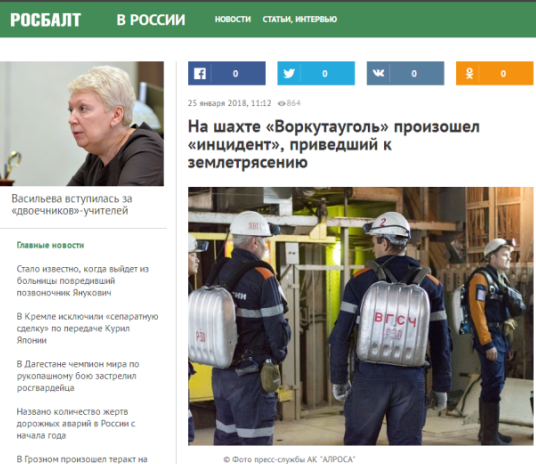 РОСБАЛТ
В РОССИИ
НОВОСТИ
СТАТЬИ, ИНТЕРВЬЮ
0
0
0
0
25 января 2018, 11:12 864
На шахте «Воркутауголь» произошел
«инцидент», приведший к
землетрясению
Васильева вступилась за
«двоечников»-учителей
Главные новости
Стало известно, когда выйдет из
больницы повредивший
позвоночник Янукович
В Кремле исключили «сепаратную
сделку» по передаче Курил
Японии
В Дагестане чемпион мира по
рукопашному бою застрелил
росгвардейца
Названо количество жертв
дорожных аварий в России с
начала года
В Грозном произошел теракт на
2
ВГСЧ
© Фото пресс-службы АК "АЛРОСА"